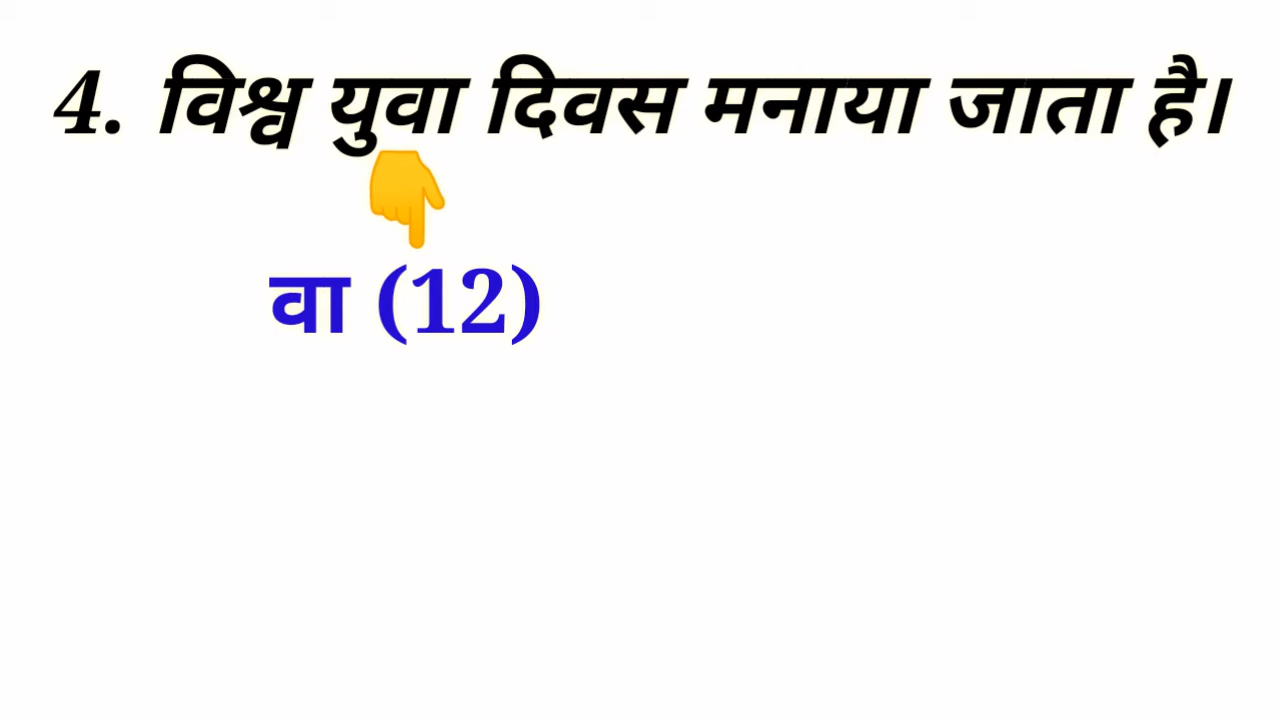 4. विश्व युवा दिवस मनाया जाता है।
वा (12)